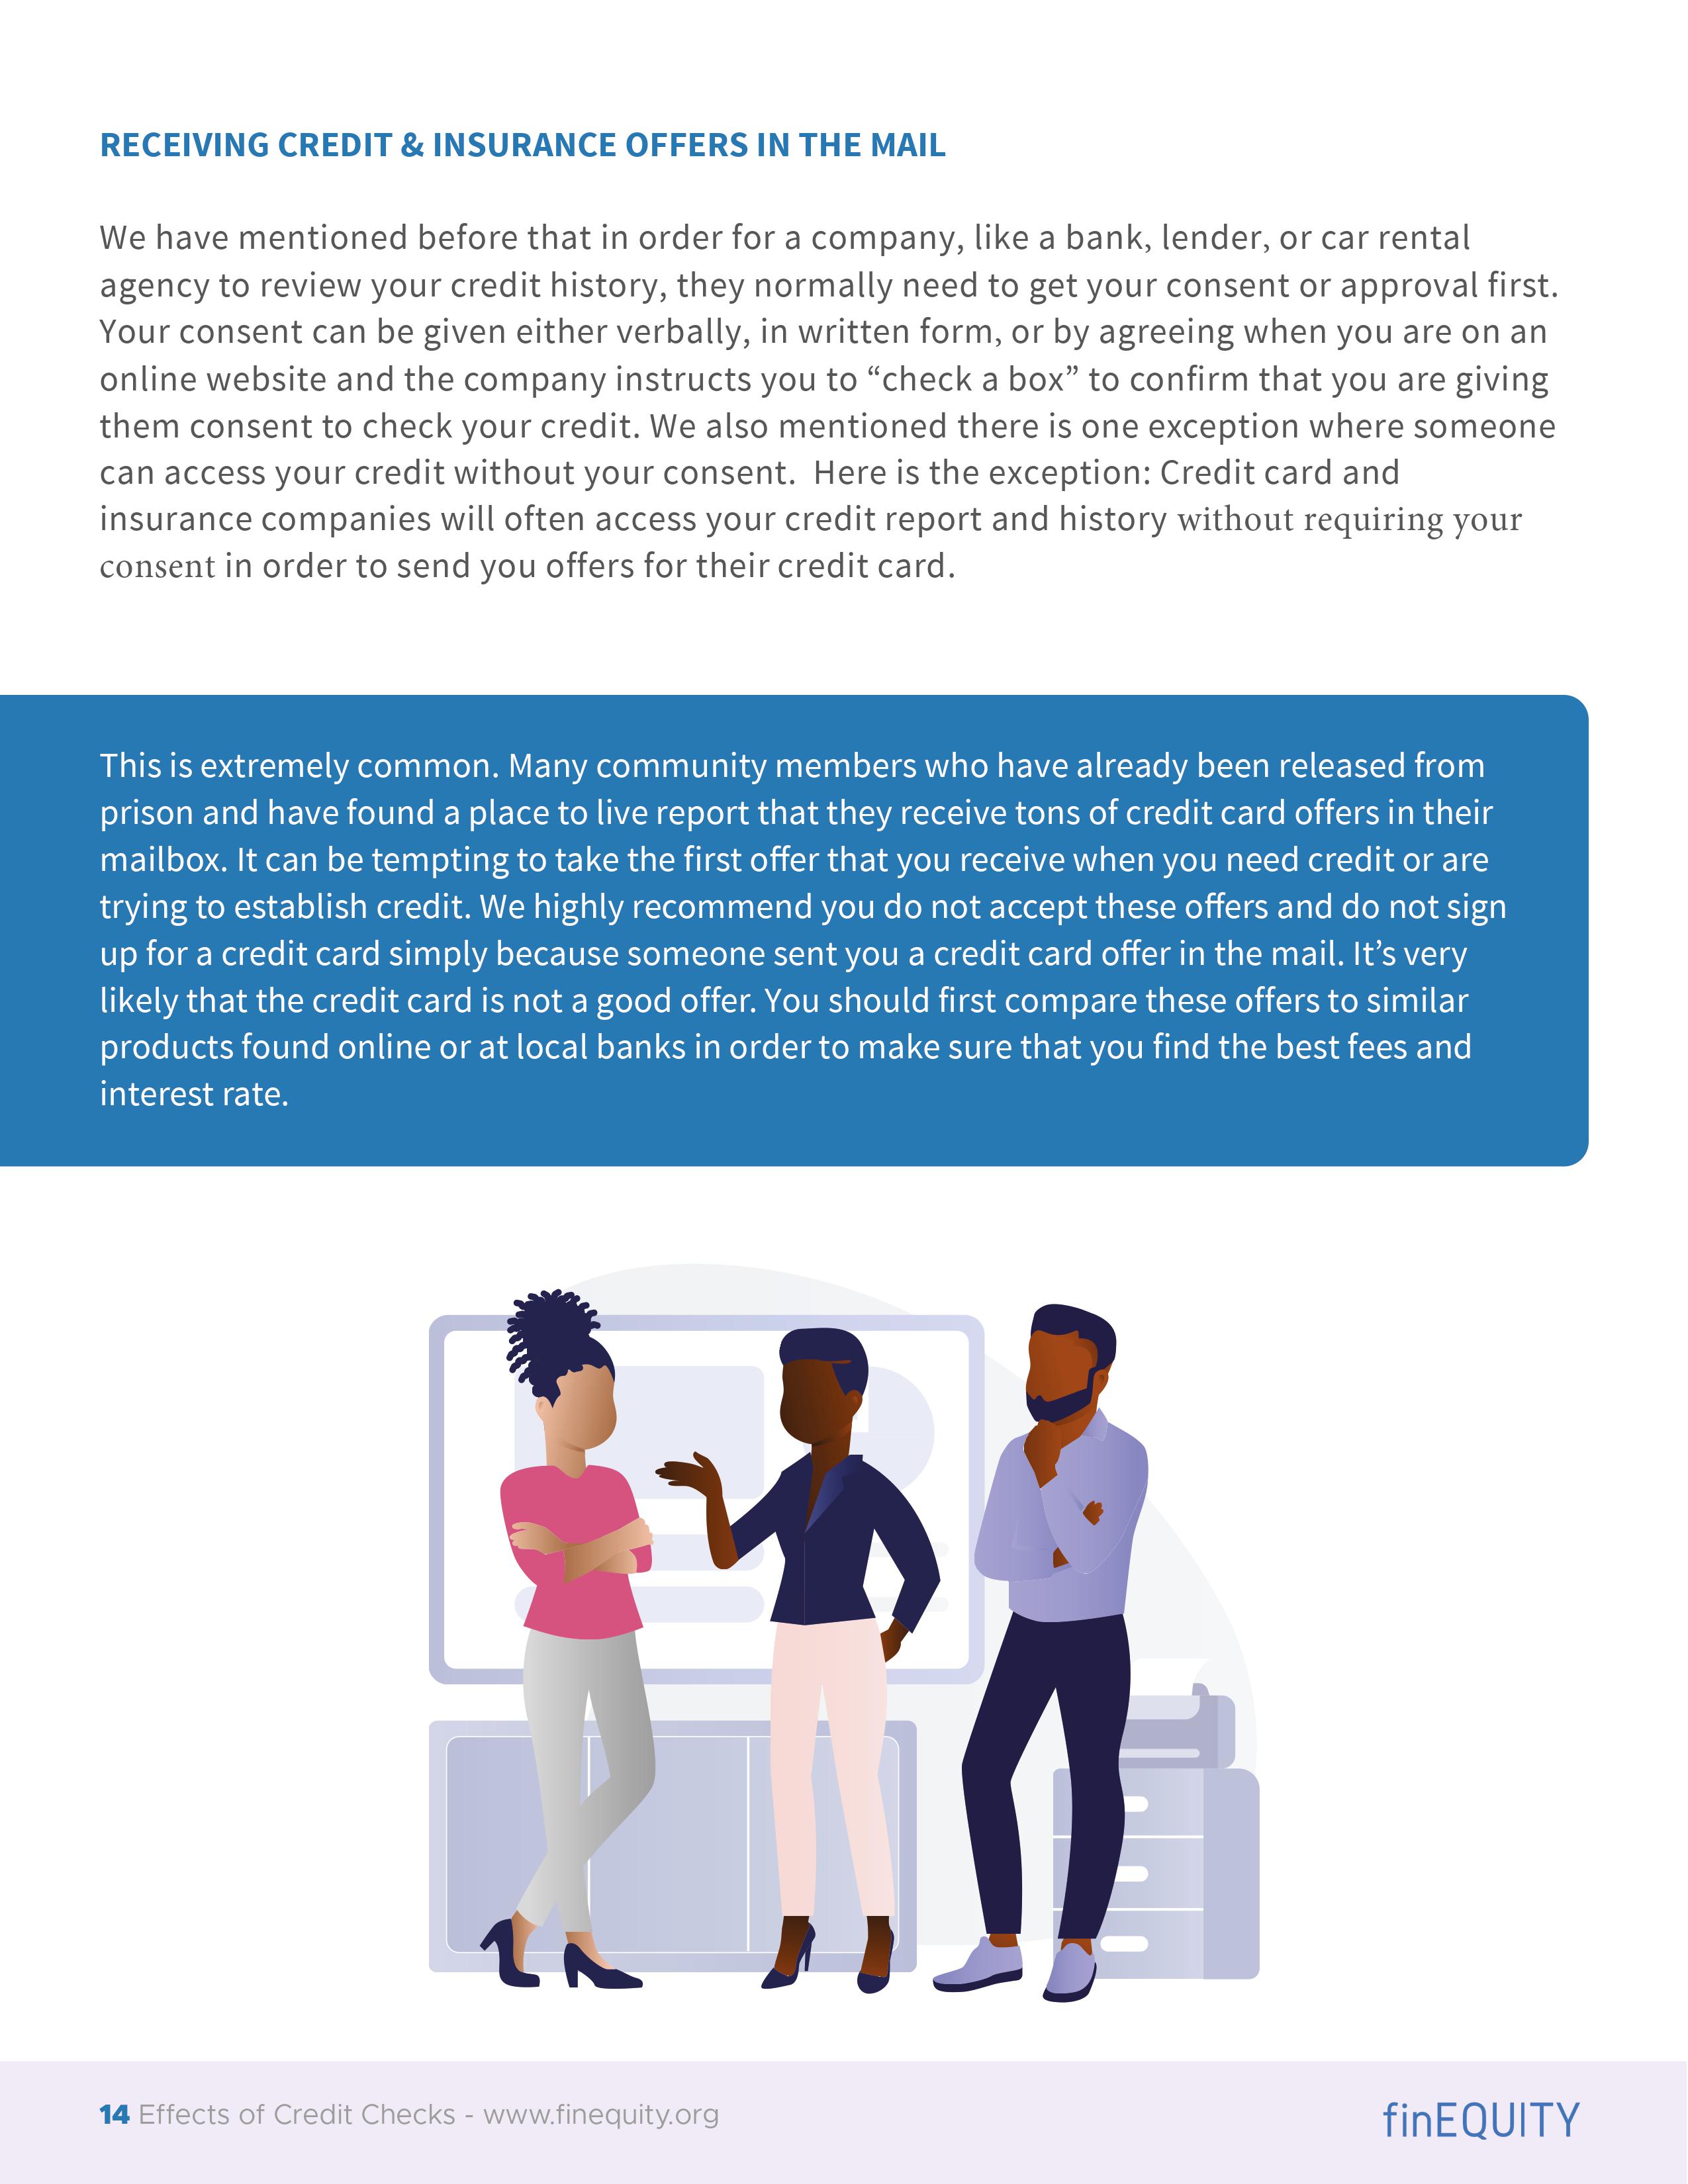 RECEIVING CREDIT & INSURANCE OFFERS IN THE MAIL
We have mentioned before that in order for a company, like a bank, lender, or car rental
agency to review your credit history, they normally need to get your consent or approval first.
Your consent can be given either verbally, in written form, or by agreeing when you are on an
online website and the company instructs you to “check a box” to confirm that you are giving
them consent to check your credit. We also mentioned there is one exception where someone
can access your credit without your consent.  Here is the exception: Credit card and
insurance companies will often access your credit report and history without requiring your
consent in order to send you offers for their credit card.
This is extremely common. Many community members who have already been released from
prison and have found a place to live report that they receive tons of credit card offers in their
mailbox. It can be tempting to take the first offer that you receive when you need credit or are
trying to establish credit. We highly recommend you do not accept these offers and do not sign
up for a credit card simply because someone sent you a credit card offer in the mail. It’s very
likely that the credit card is not a good offer. You should first compare these offers to similar
products found online or at local banks in order to make sure that you find the best fees and
interest rate.
14 Effects of Credit Checks - www.finequity.org
finEQUITY